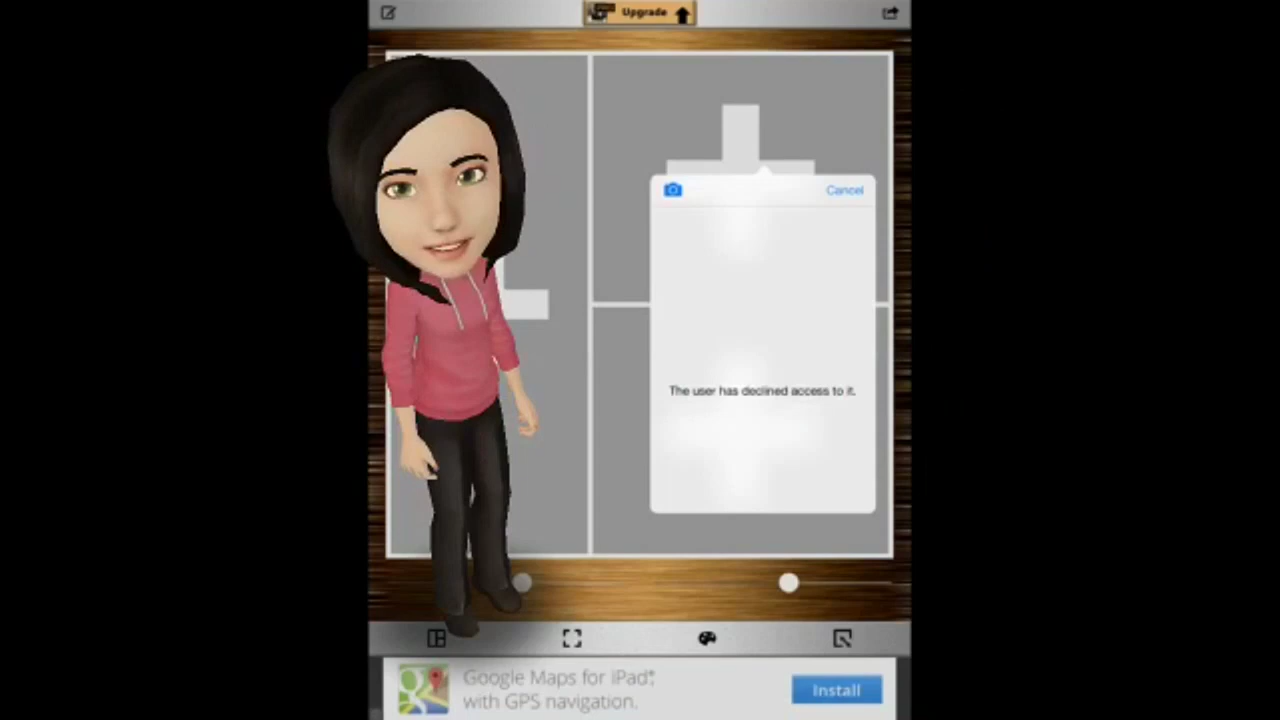 Upgrade
Cancel
The user has declined access to it.
Google Maps for iPad,
with GPS navigation.
Install